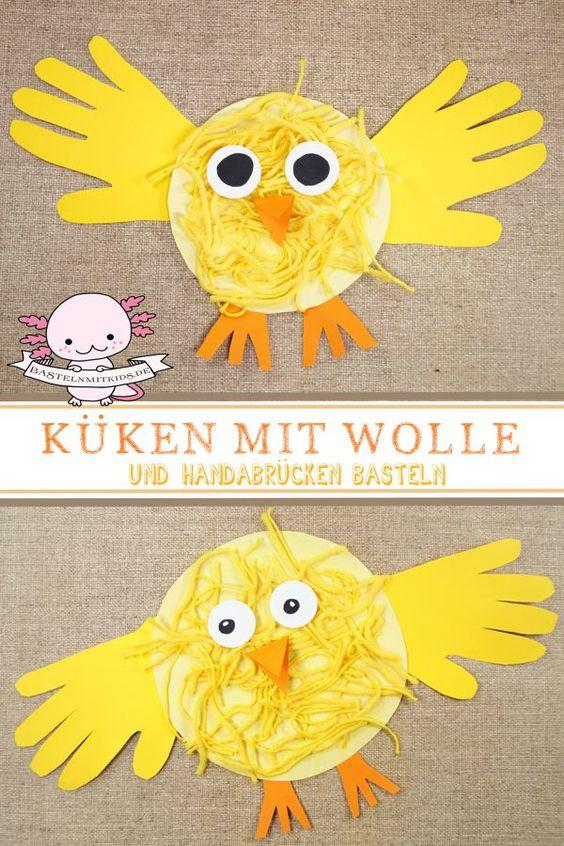 BASTELNMITKIDS.DE
KÜKEN MIT WOLLE
UND HANDABRÜCKEN BASTELN